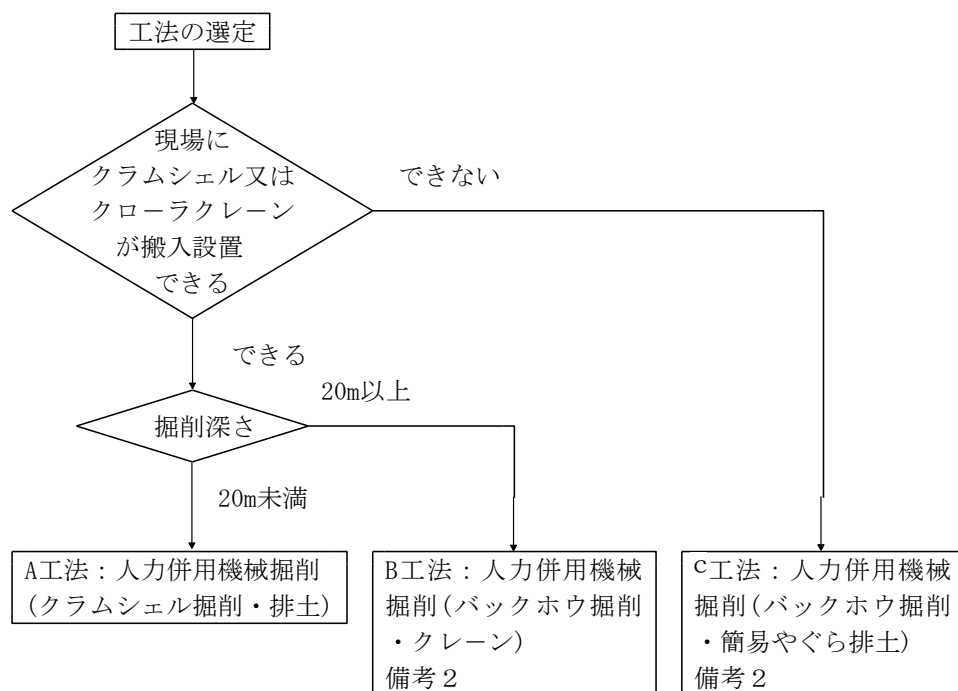 工法の選定
現場に
クラムシェル又は
クローラクレーン
が搬入設置
できる
できない
できる
20m以上
掘削深さ
20m未満
A工法：人力併用機械掘削
(クラムシェル掘削・排土)
B工法：人力併用機械
掘削(バックホウ掘削
・クレーン)
備考２
C工法：人力併用機械
掘削(バックホウ掘削
・簡易やぐら排土)
備考２